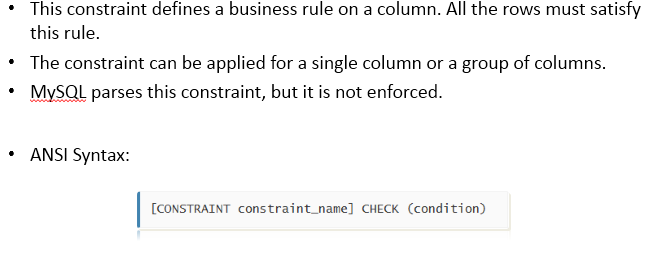 • This constraint defines a business rule on a column. All the rows must satisfy
this rule.
• The constraint can be applied for a single column or a group of columns.
• MySQL parses this constraint, but it is not enforced.
• ANSI Syntax:
[CONSTRAINT constraint_name] CHECK (condition)